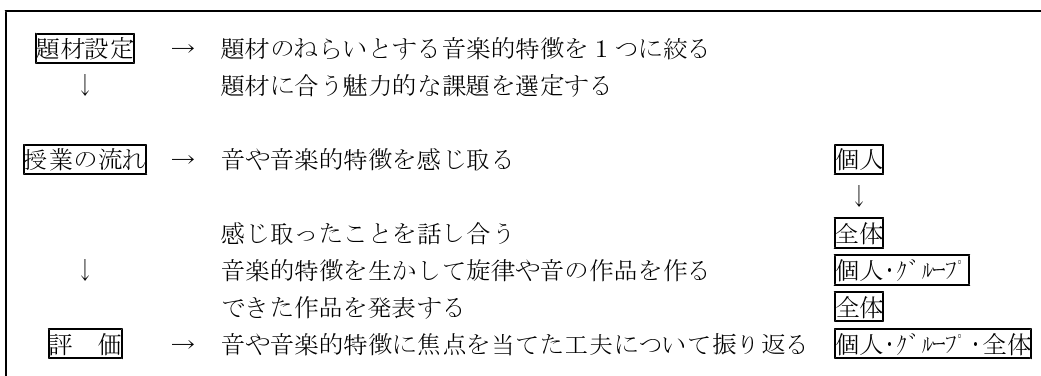 題材設定 → 題材のねらいとする音楽的特徴を１つに絞る
↓ 題材に合う魅力的な課題を選定する
授業の流れ → 音や音楽的特徴を感じ取る 個人
↓
感じ取ったことを話し合う 全体
↓ 音楽的特徴を生かして旋律や音の作品を作る 個人・ｸﾞﾙｰﾌﾟ
できた作品を発表する 全体
評　価 → 音や音楽的特徴に焦点を当てた工夫について振り返る 個人・ｸﾞﾙｰﾌﾟ・全体